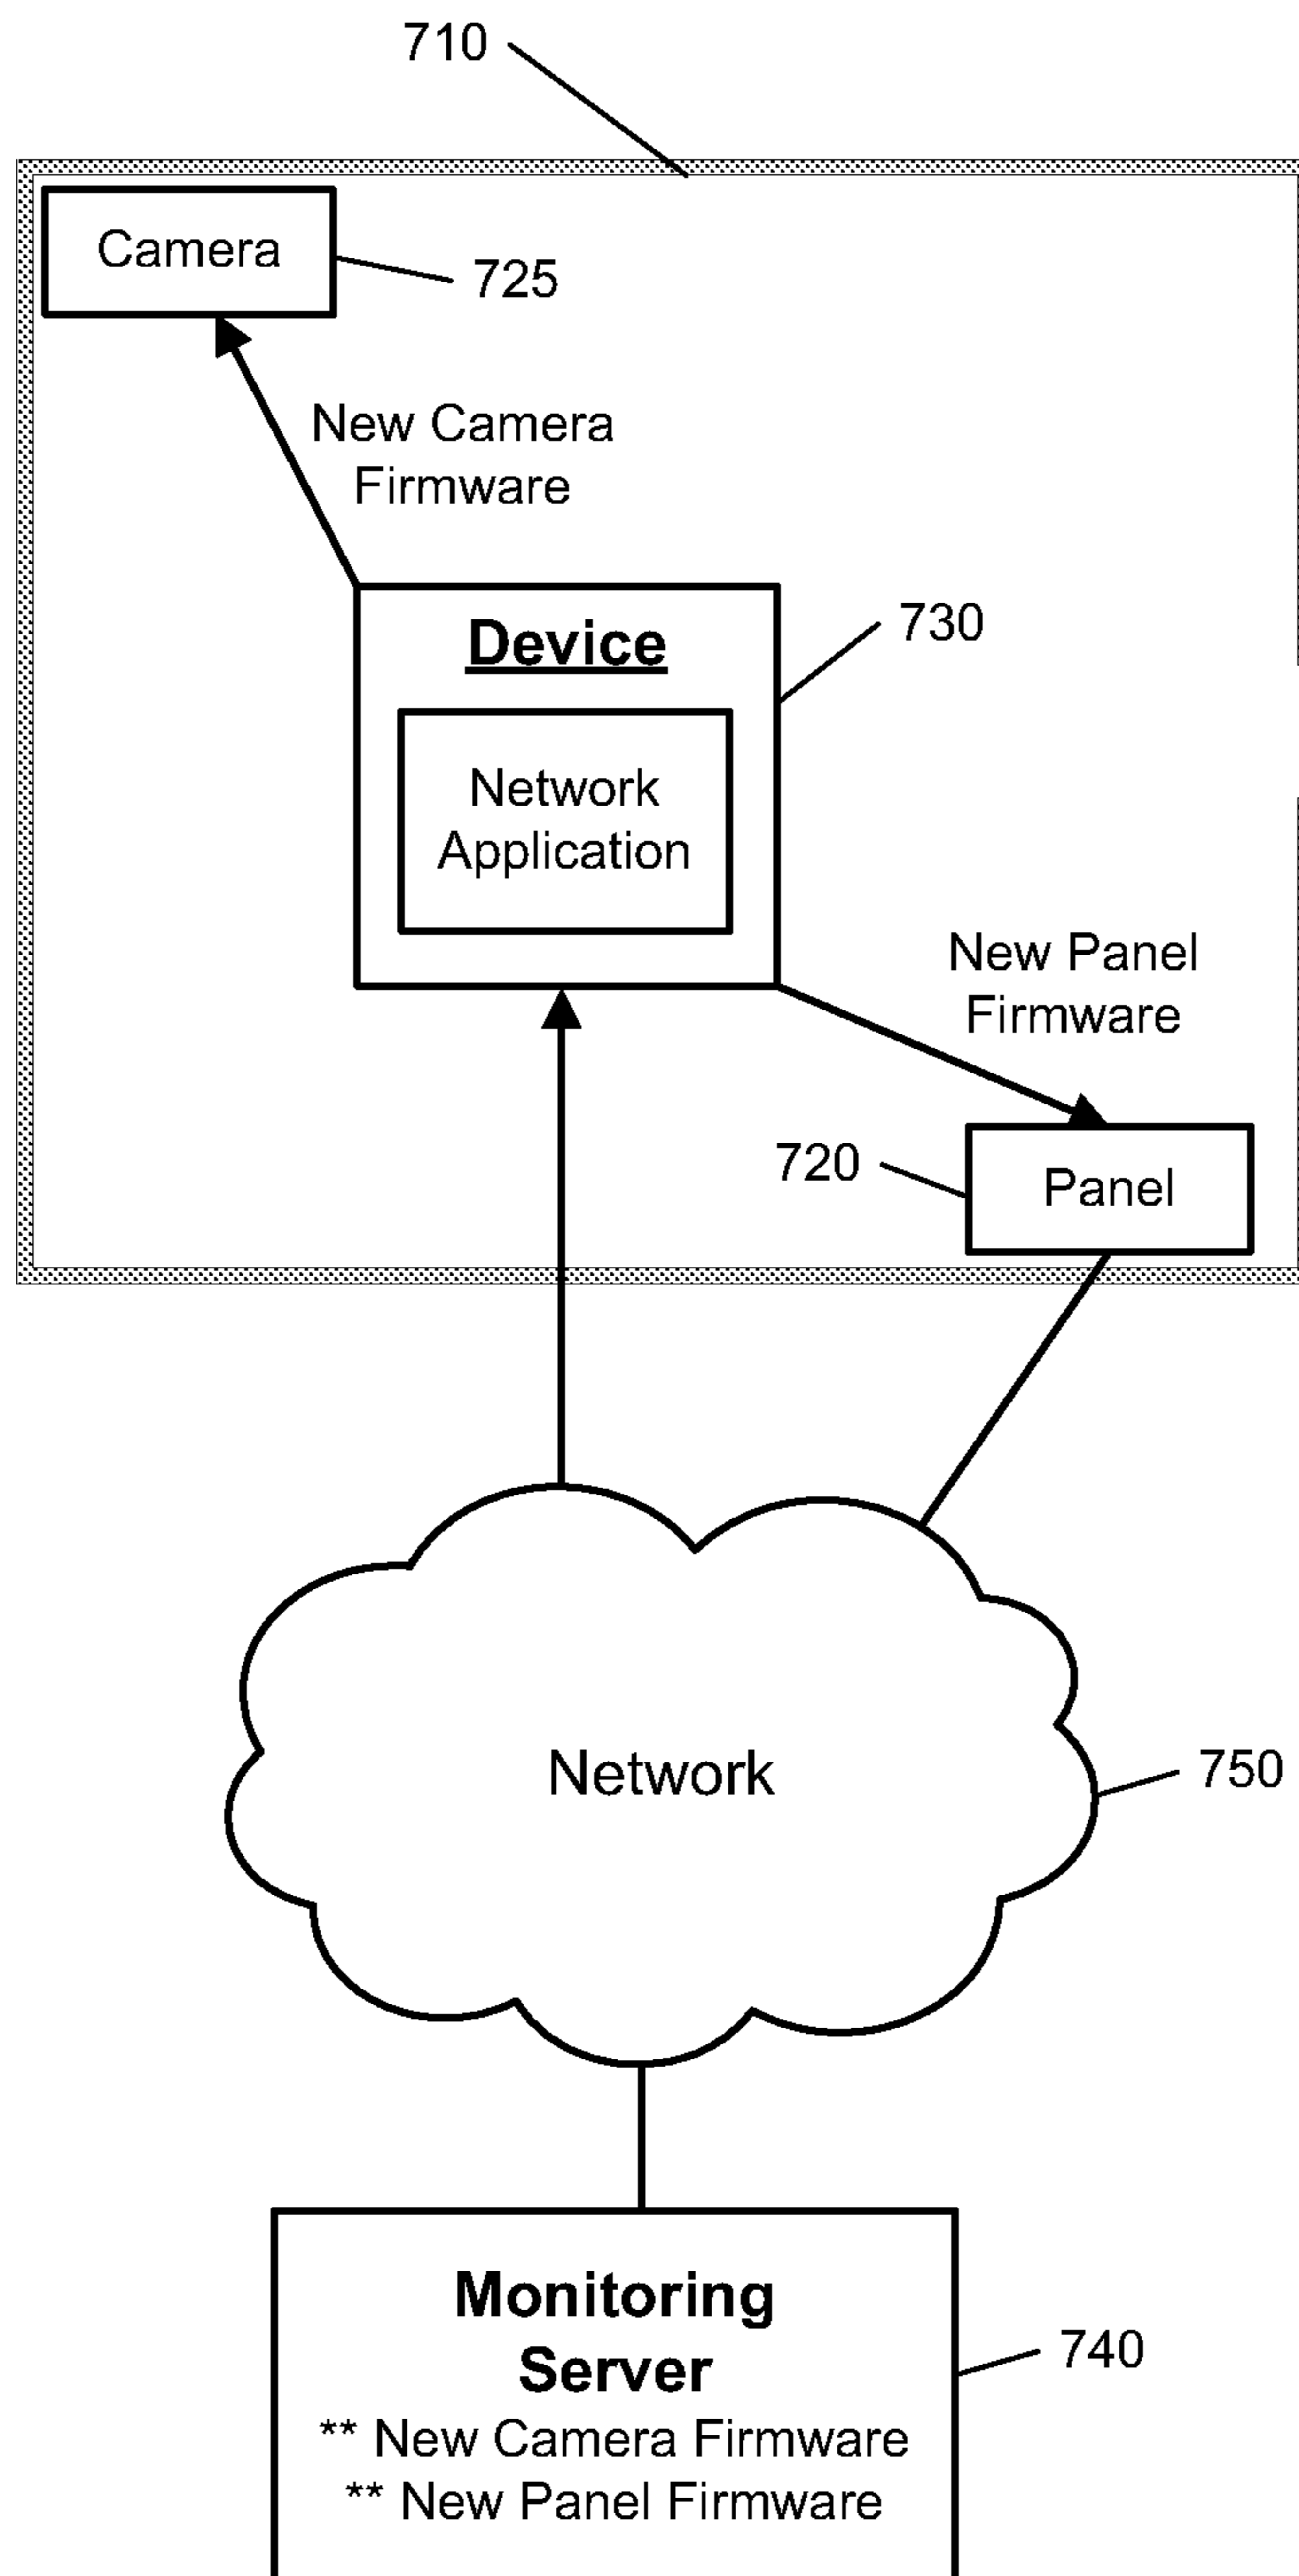 710
Camera
725
New Camera
Firmware
Device
730
Network
Application
New Panel
Firmware
720
Panel
Network
750
Monitoring
Server
740
** New Camera Firmware
** New Panel Firmware